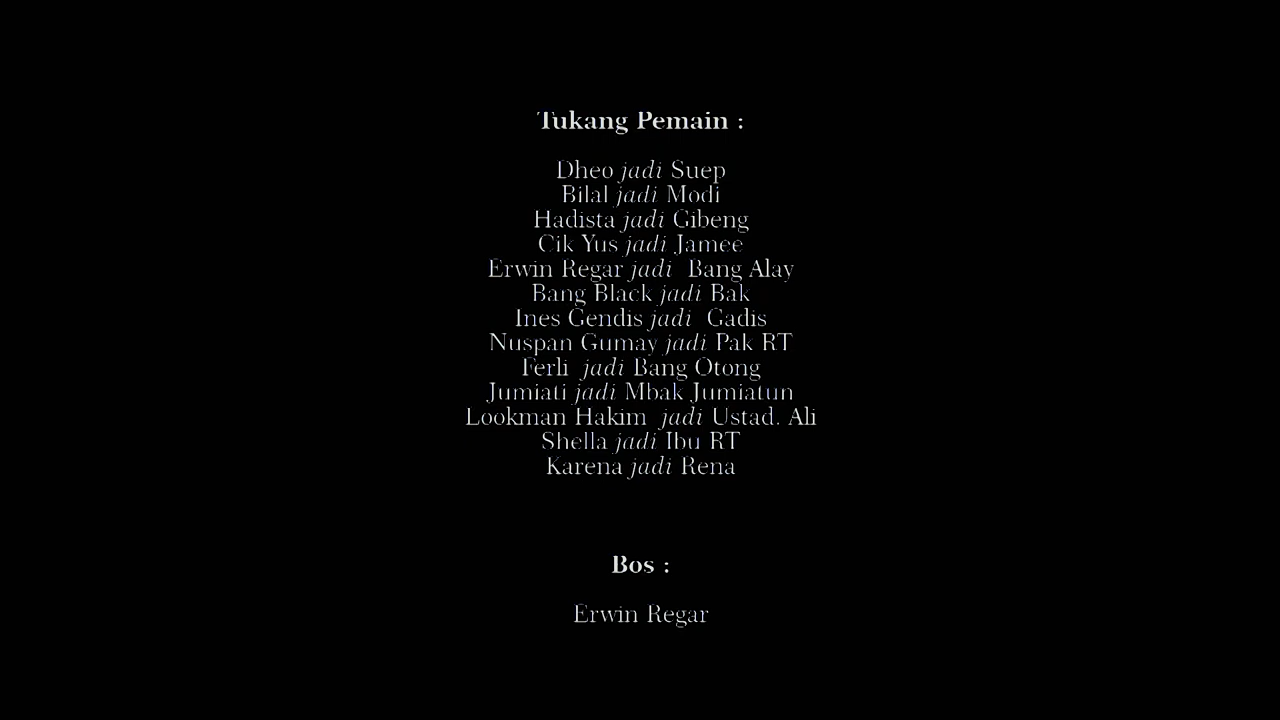 Tukang Pemain :
Dheo jadi Suep
Bilal jadi Modi
Hadista jadi Gibeng
Cik Yus jadi Jamee
Erwin Regar jadi Bang Alay
Bang Black jadi Bak
Ines Gendis jadi Gadis
Nuspan Gumay jadi Pak RT
Ferli jadi Bang Otong
Jumiati jadi Mbak Jumiatun
Lookman Hakim jadi Ustad. Ali
Shella jadi Ibu RT
Karena jadi Rena
Bos :
Erwin Regar